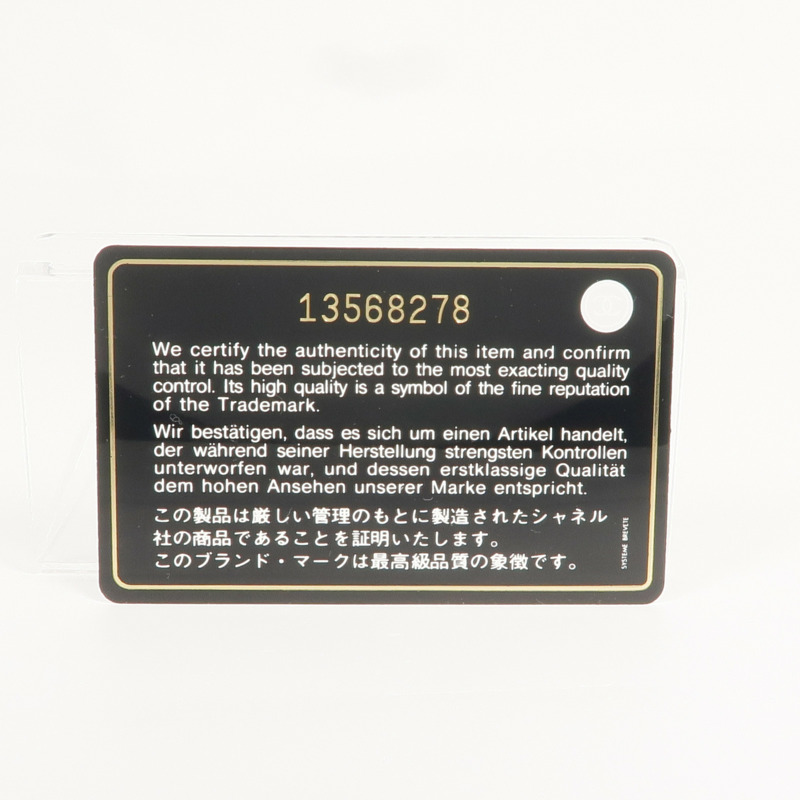 13568278
We certify the authenticity of this item and confirm
that it has been subjected to the most exacting quality
control. Its high quality is a symbol of the fine reputation
of the Trademark.
Wir bestätigen, dass es sich um einen Artikel handelt,
der während seiner Herstellung strengsten Kontrollen
unterworfen war, und dessen erstklassige Qualität
dem hohen Ansehen unserer Marke entspricht.
この製品は厳しい管理のもとに製造されたシャネル
社の商品であることを証明いたします。
このブランド・マークは最高級品質の象徴です。
SYSTEME BREVETE